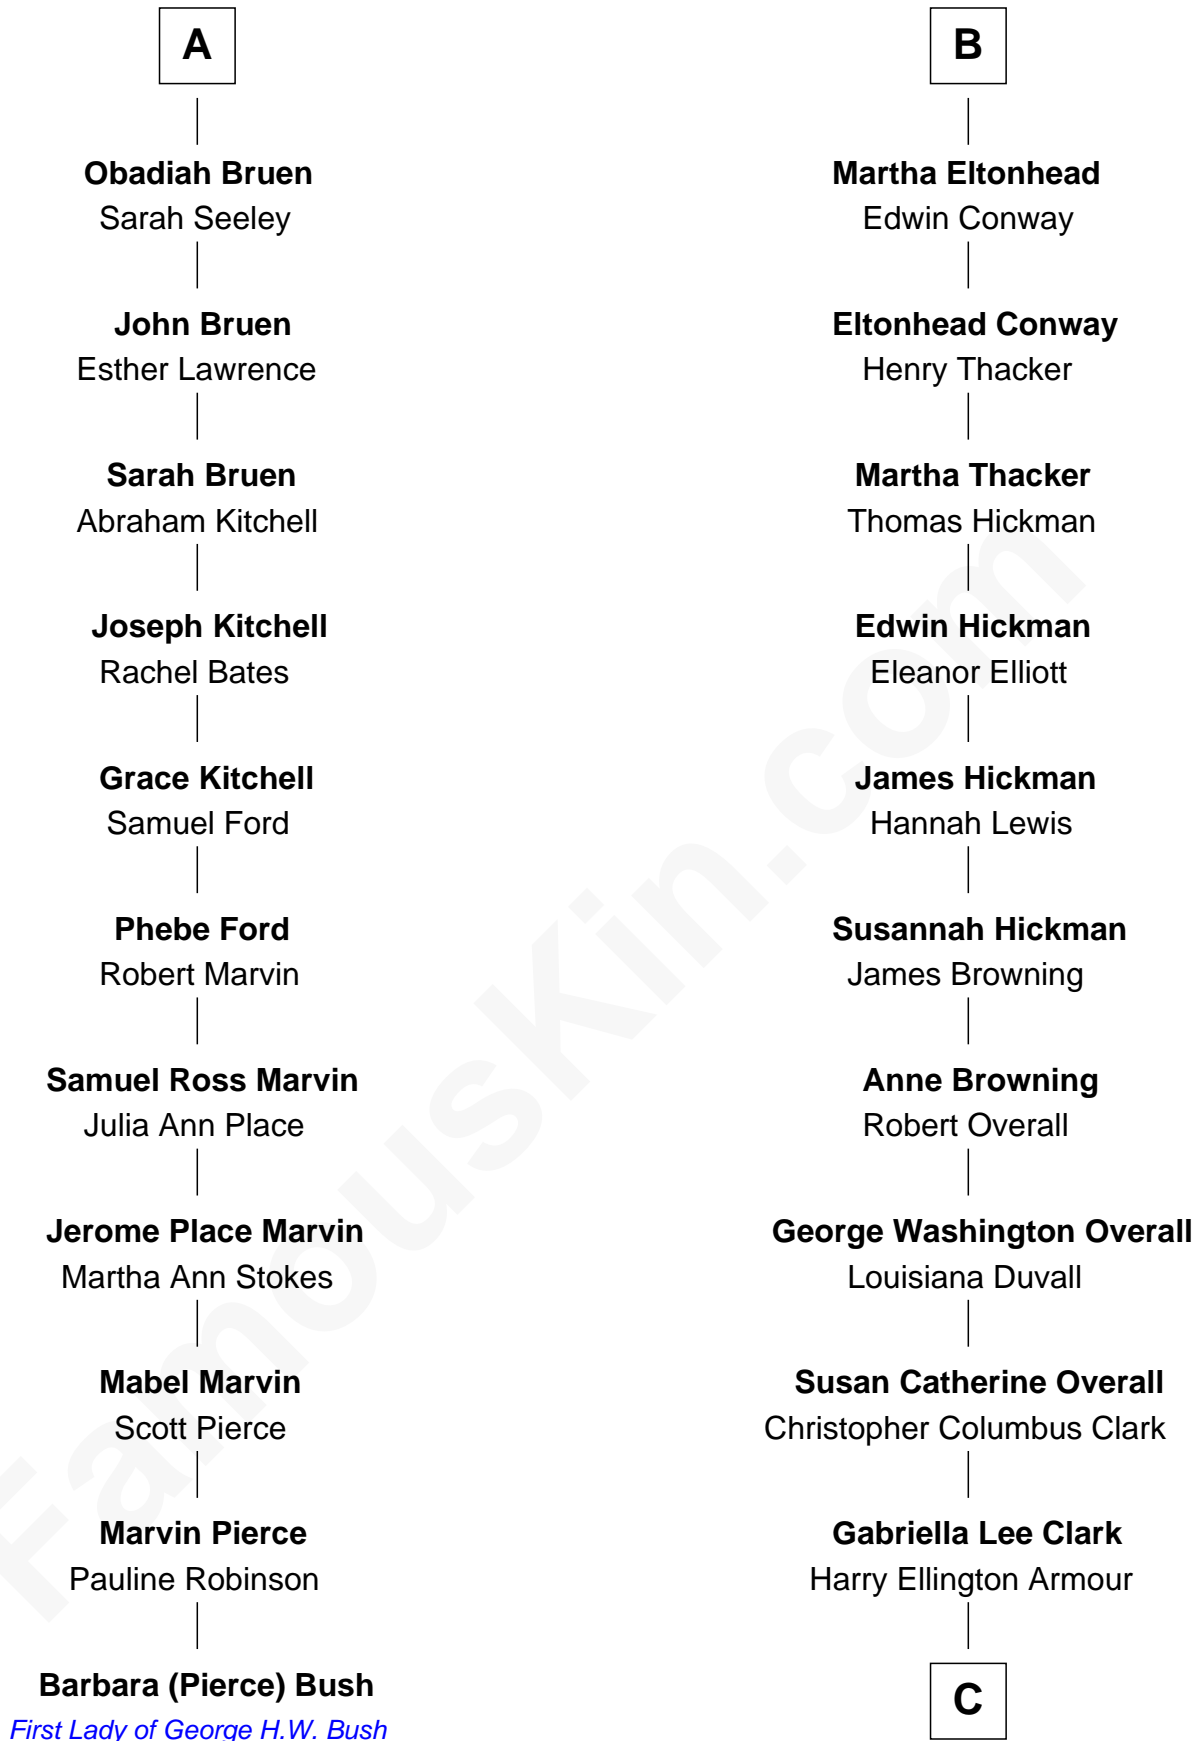 A
Obadiah Bruen
Sarah Seeley
John Bruen
Esther Lawrence
Sarah Bruen
Abraham Kitchell
Joseph Kitchell
Rachel Bates
Grace Kitchell
Samuel Ford
Phebe Ford
Robert Marvin
Samuel Ross Marvin
Julia Ann Place
Jerome Place Marvin
Martha Ann Stokes
Mabel Marvin
Scott Pierce
Marvin Pierce
Pauline Robinson
Barbara (Pierce) Bush
First Lady of George H.W. Bush
B
Martha Eltonhead
Edwin Conway
Eltonhead Conway
Henry Thacker
Martha Thacker
Thomas Hickman
Edwin Hickman
Eleanor Elliott
James Hickman
Hannah Lewis
Susannah Hickman
James Browning
Anne Browning
Robert Overall
George Washington Overall
Louisiana Duvall
Susan Catherine Overall
Christopher Columbus Clark
Gabriella Lee Clark
Harry Ellington Armour
C
FamousKin.com